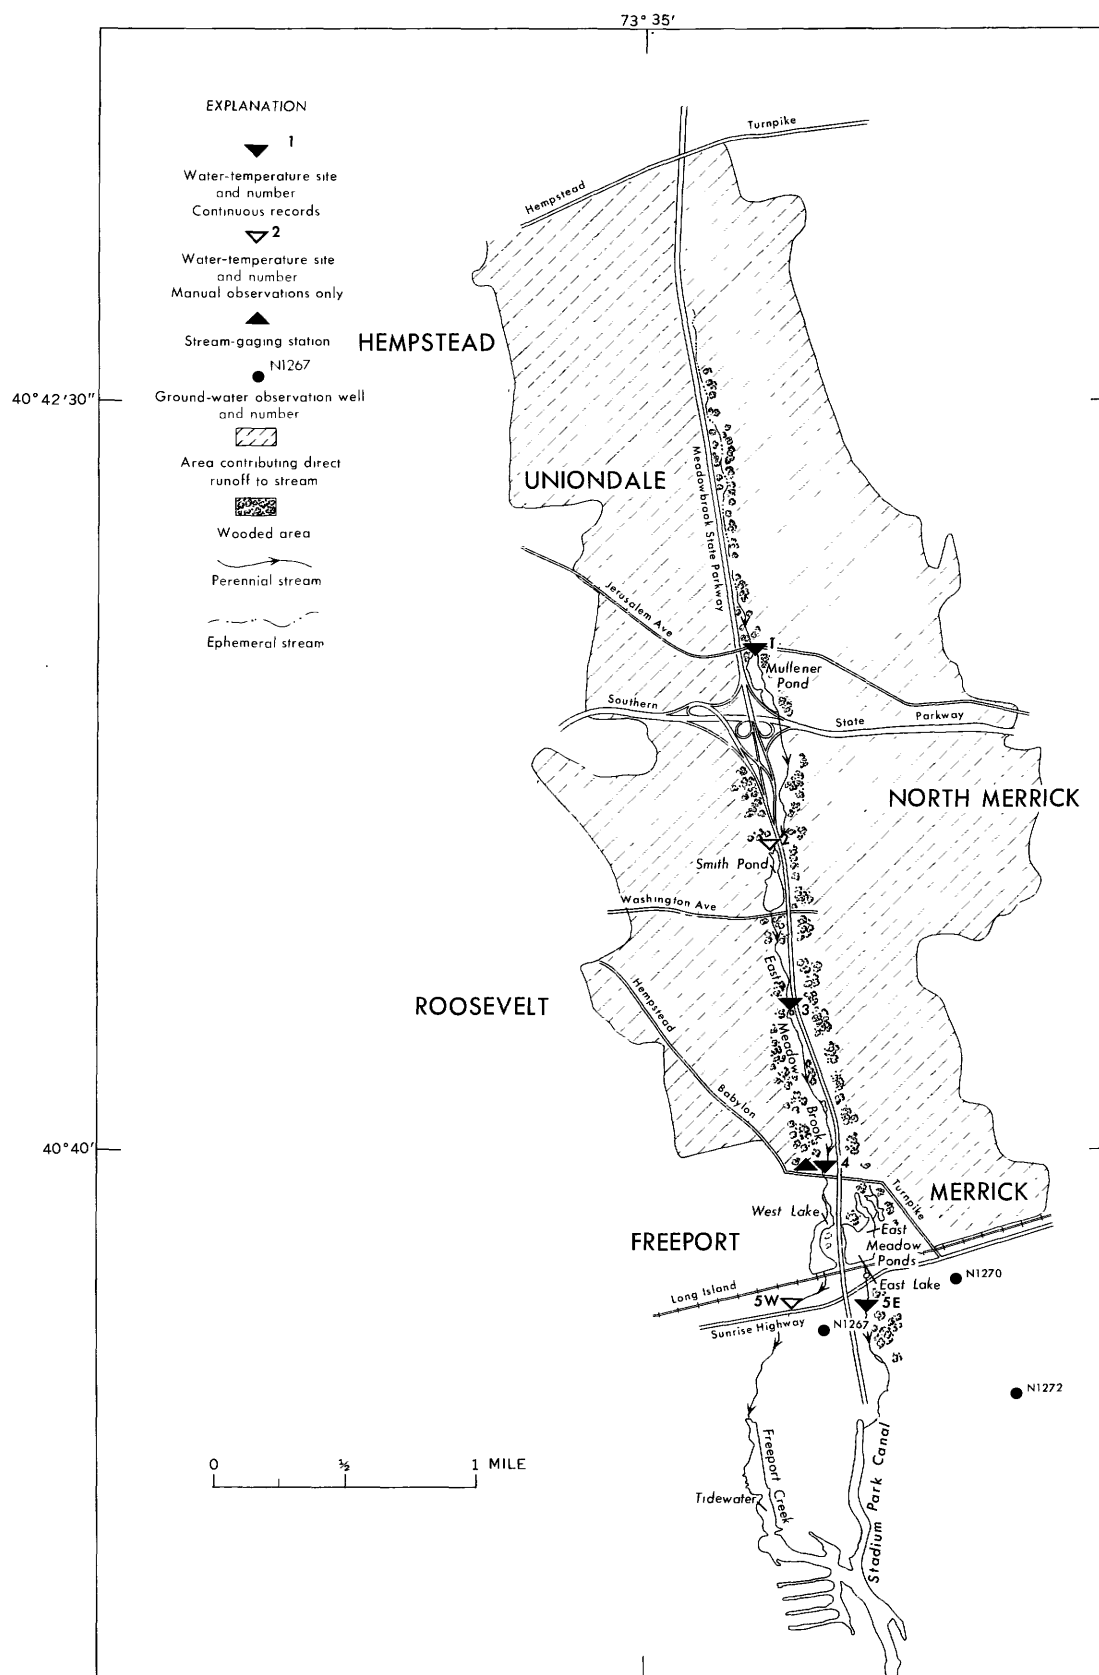 73° 35'
EXPLANATION
1
Water-temperature site
and number
Continuous records
2
Water-temperature site
and number
Manual observations only
Stream-gaging station
N1267
Ground-water observation well
and number
Area contributing direct
runoff to stream
Wooded area
Perennial stream
Ephemeral stream
Hempstead
Turnpike
HEMPSTEAD
40° 42' 30"
UNIONDALE
Meadowbrook State Parkway
Jerusalem Ave
1
Mullener
Pond
Southern
State
Parkway
NORTH MERRICK
2
Smith Pond
Washington Ave
East
Meadows
Brook
3
ROOSEVELT
Hempstead
Babylon
Turnpike
40° 40'
4
MERRICK
West Lake
FREEPORT
East
Meadow
Ponds
East Lake
N1270
Long Island
5W
5E
Sunrise Highway
N1267
N1272
0
½
1 MILE
Freeport Creek
Tidewater
Stadium Park Canal